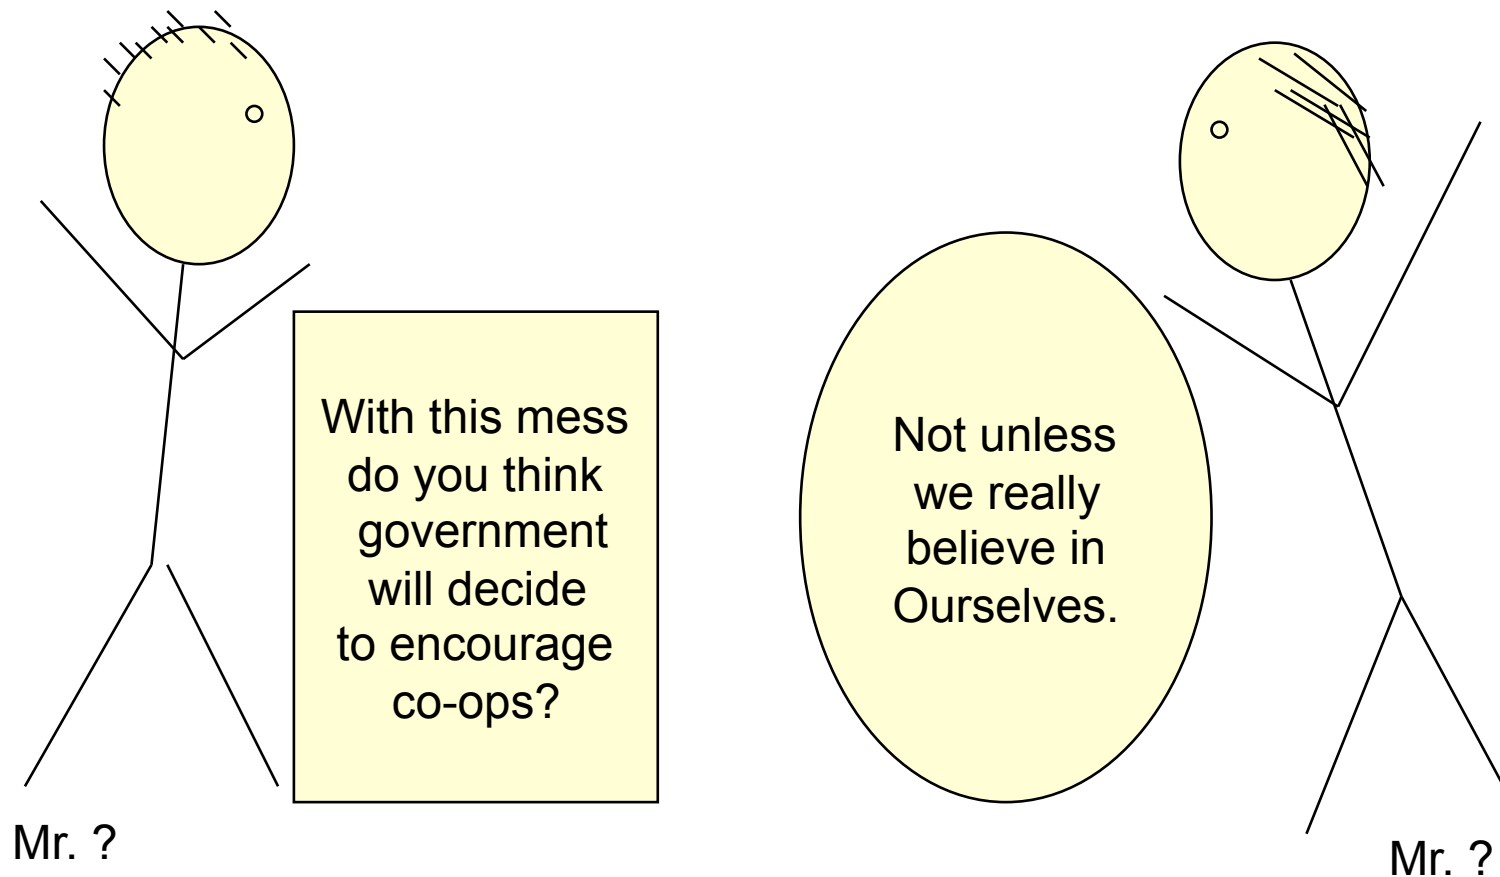 With this mess
do you think
government
will decide
to encourage
co-ops?
Not unless
we really
believe in
Ourselves.
Mr. ?
Mr. ?